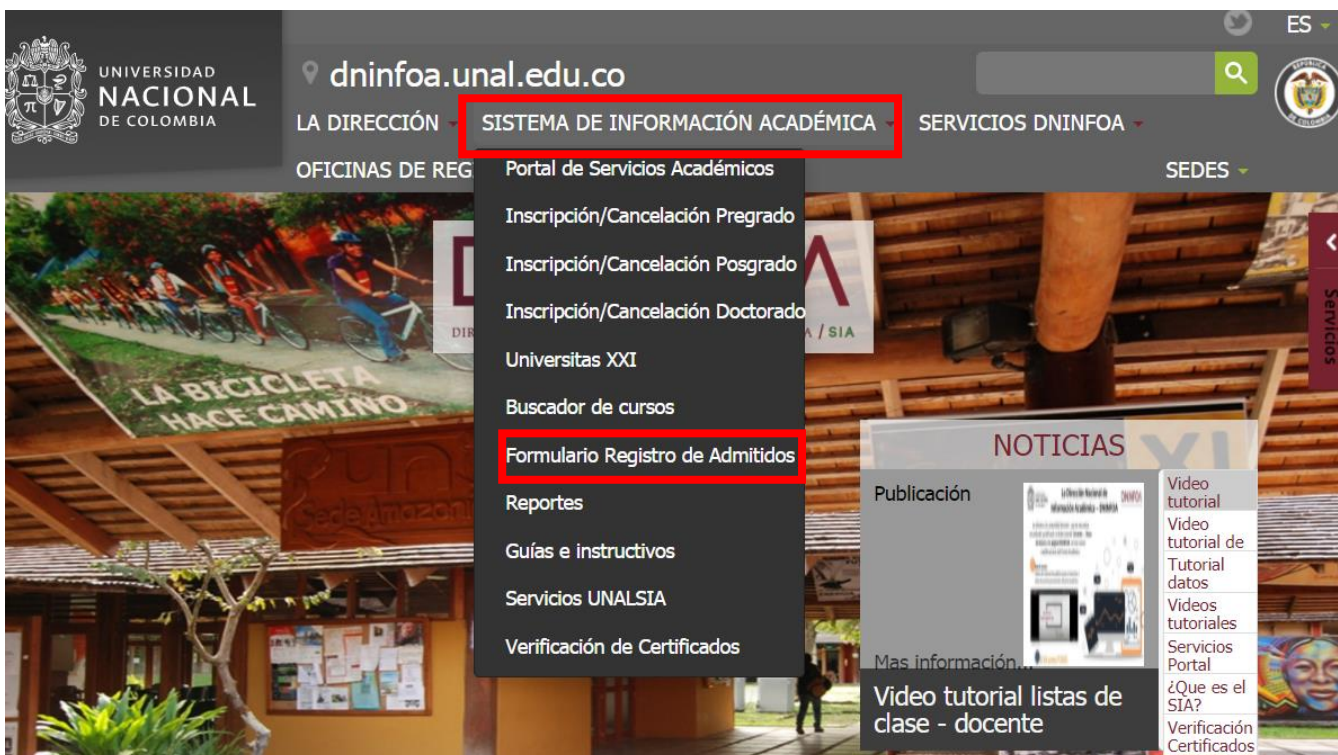 ES
UNIVERSIDAD
NACIONAL
DE COLOMBIA
dninfoa.unal.edu.co
LA DIRECCIÓN
SISTEMA DE INFORMACIÓN ACADÉMICA
SERVICIOS DNINFOA
OFICINAS DE REG
SEDES
Portal de Servicios Académicos
Inscripción/Cancelación Pregrado
Inscripción/Cancelación Posgrado
Inscripción/Cancelación Doctorado
Universitas XXI
Buscador de cursos
Formulario Registro de Admitidos
Reportes
Guías e instructivos
Servicios UNALSIA
Verificación de Certificados
D
A
DIR
A / SIA
LA BICICLETA
HACE CAMINO
Servicios
NOTICIAS
Publicación
Mas información...
Video tutorial listas de
clase - docente
Video
tutorial
Video
tutorial de
Tutorial
datos
Videos
tutoriales
Servicios
Portal
¿Que es el
SIA?
Verificación
Certificados